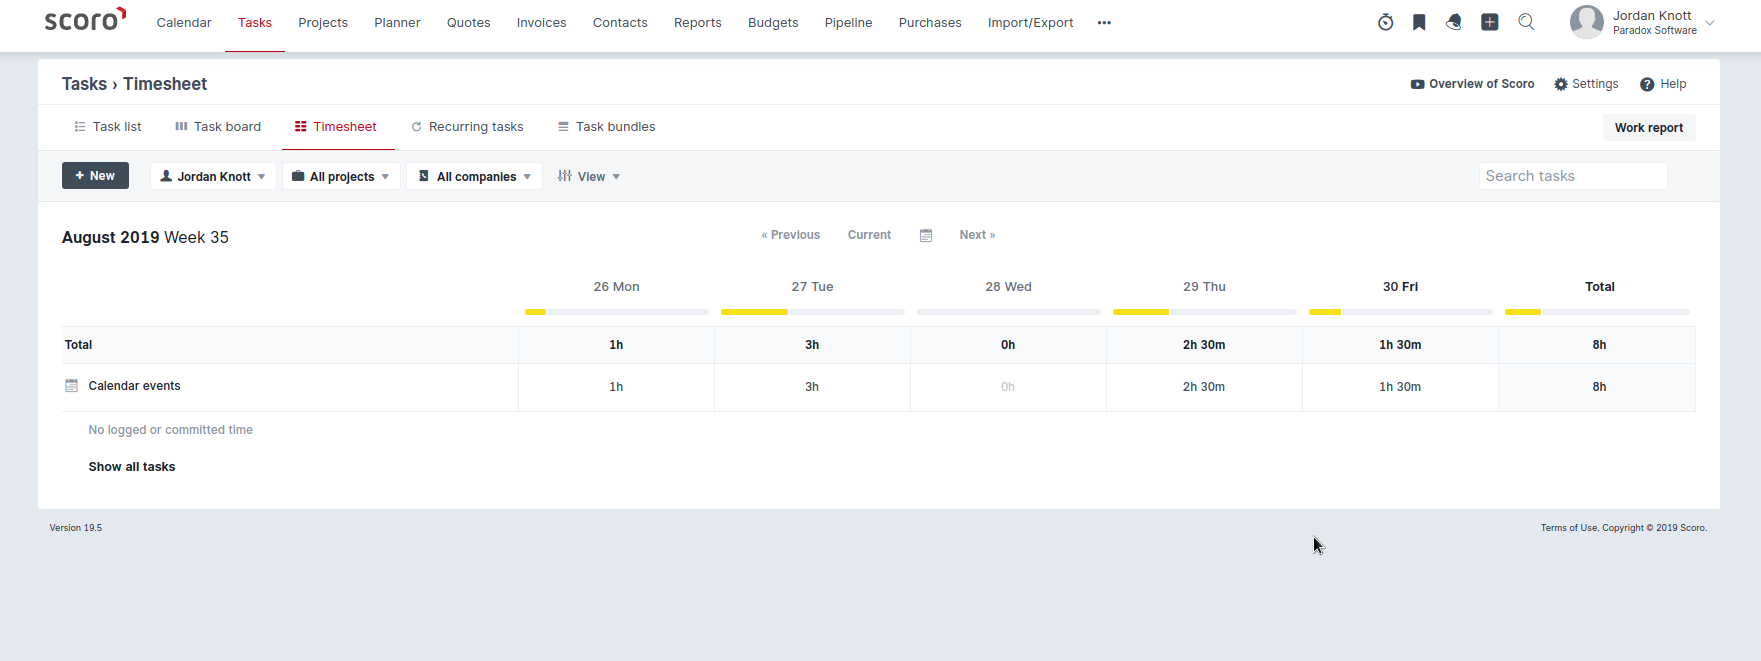 scoro Calendar Tasks Projects Planner Quotes Invoices Contacts Reports Budgets Pipeline Purchases Import/Export ••• Jordan Knott
Paradox Software
Tasks › Timesheet Overview of Scoro Settings Help
Task list Task board Timesheet Recurring tasks Task bundles Work report
+ New Jordan Knott All projects All companies View Search tasks
August 2019 Week 35 « Previous Current Next »
26 Mon 27 Tue 28 Wed 29 Thu 30 Fri Total
Total 1h 3h 0h 2h 30m 1h 30m 8h
Calendar events 1h 3h 0h 2h 30m 1h 30m 8h
No logged or committed time
Show all tasks
Version 19.5 Terms of Use. Copyright © 2019 Scoro.